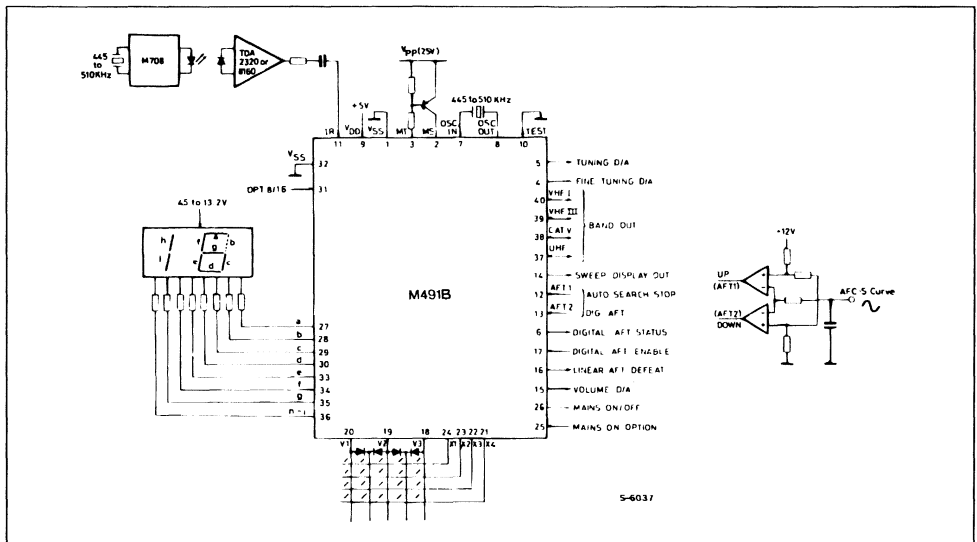 445
to
510KHz
M708
TDA
2320 or
8160
Vpp(25V)
+5V
445 to 510 KHz
IR
VDD
VSS
MT
MS
OSC
IN
OSC
OUT
TEST
11
9
1
3
2
7
8
10
VSS
32
OPT 8/16
31
4.5 to 13.2V
h
i
f
a
g
b
e
d
c
a
27
b
28
c
29
d
30
e
33
f
34
g
35
36
M491B
5
TUNING D/A
4
FINE TUNING D/A
VHF I
40
VHF III
39
CATV
38
UHF
37
BAND OUT
14
SWEEP DISPLAY OUT
AFT1
12
AUTO SEARCH STOP
AFT2
13
DIG AFT
6
DIGITAL AFT STATUS
17
DIGITAL AFT ENABLE
16
LINEAR AFT DEFEAT
15
VOLUME D/A
26
MAINS ON/OFF
25
MAINS ON OPTION
20
19
18
24
23
22
21
Y1
Y2
Y3
X1
X2
X3
X4
+12V
UP
(AFT1)
(AFT2)
DOWN
AFC-S Curve
S-6037